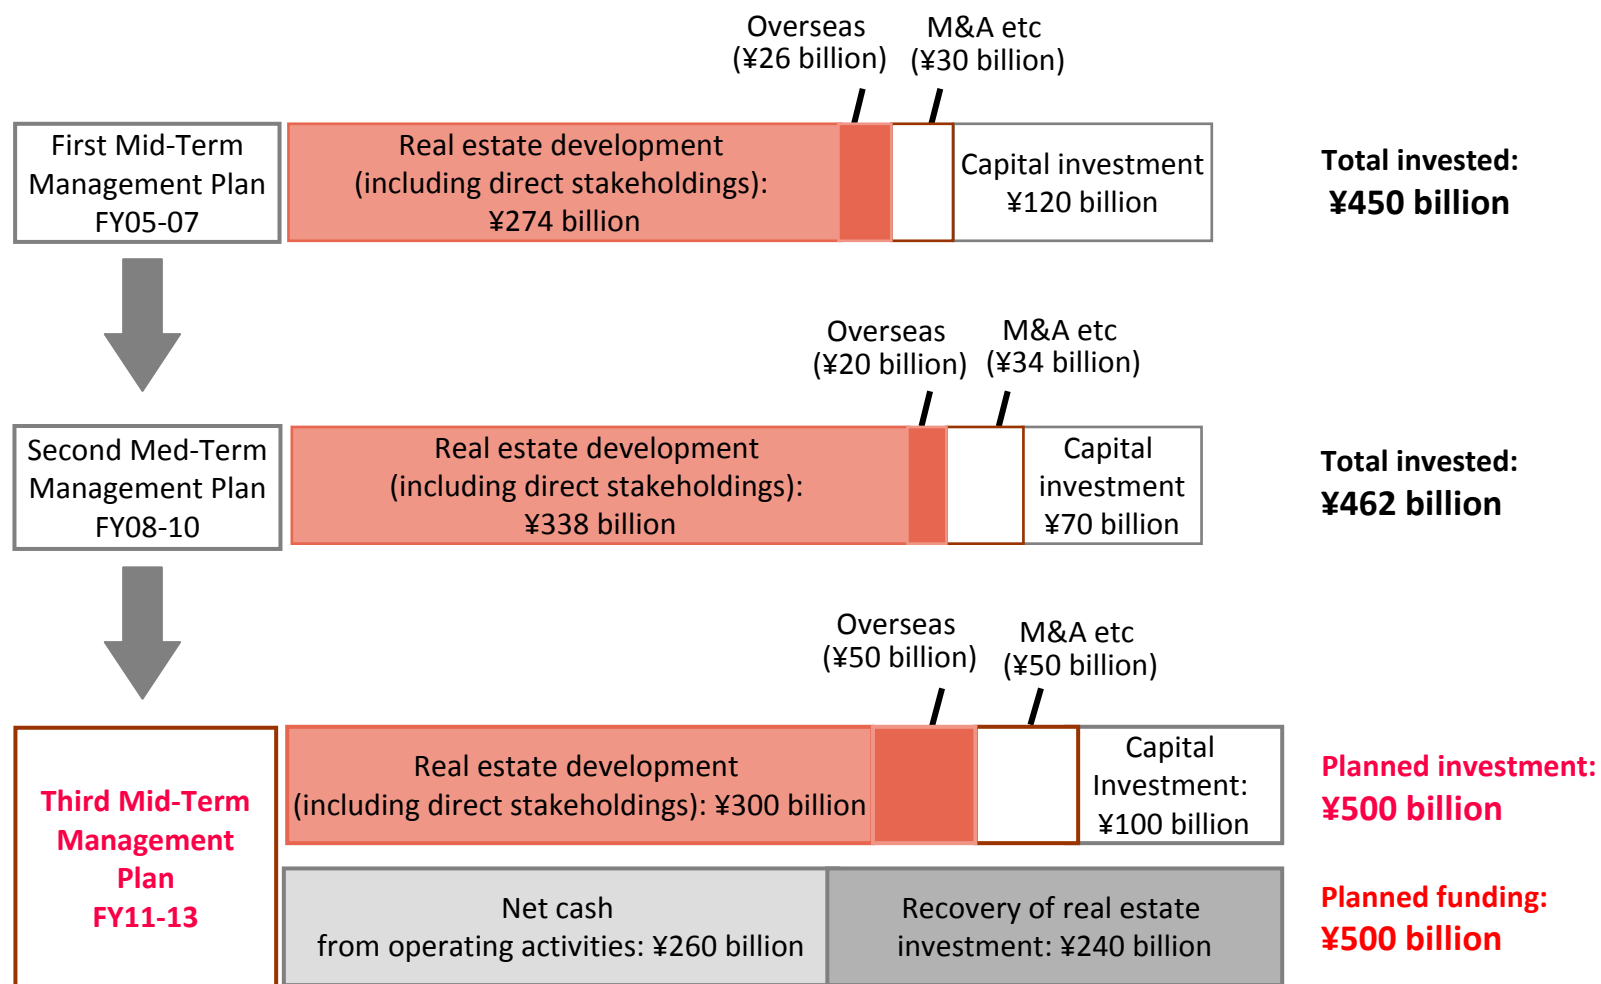 Overseas
(¥26 billion)
M&A etc
(¥30 billion)
First Mid-Term
Management Plan
FY05-07
Real estate development
(including direct stakeholdings):
¥274 billion
Capital investment
¥120 billion
Total invested:
¥450 billion
Overseas
(¥20 billion)
M&A etc
(¥34 billion)
Second Med-Term
Management Plan
FY08-10
Real estate development
(including direct stakeholdings):
¥338 billion
Capital
investment
¥70 billion
Total invested:
¥462 billion
Overseas
(¥50 billion)
M&A etc
(¥50 billion)
Third Mid-Term
Management
Plan
FY11-13
Real estate development
(including direct stakeholdings): ¥300 billion
Capital
Investment:
¥100 billion
Planned investment:
¥500 billion
Net cash
from operating activities: ¥260 billion
Recovery of real estate
investment: ¥240 billion
Planned funding:
¥500 billion